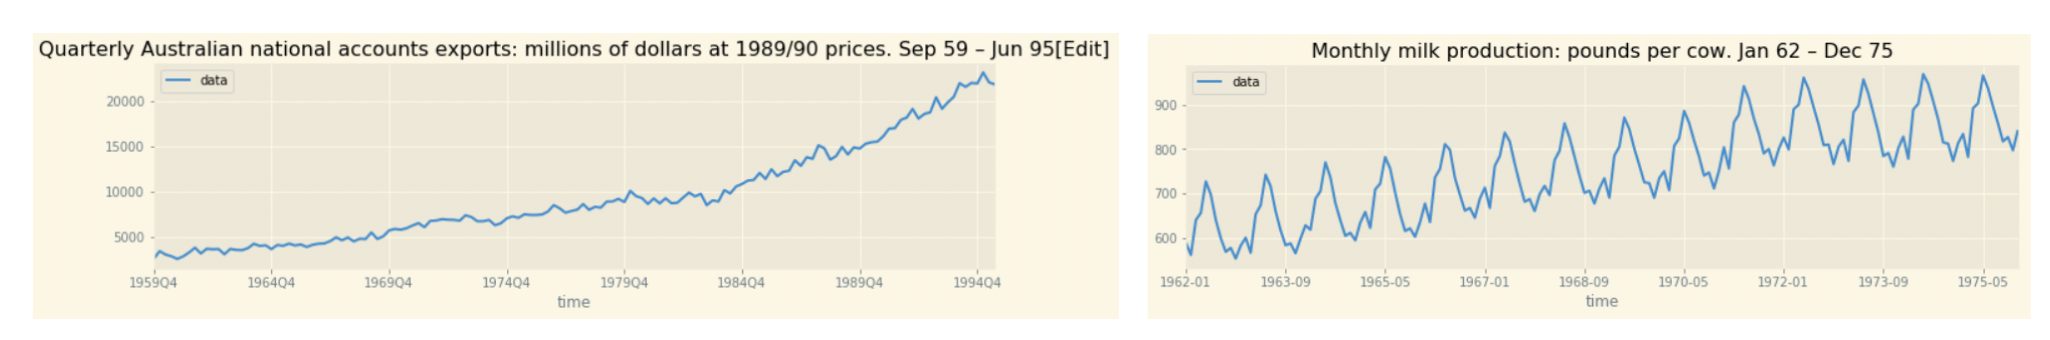 Quarterly Australian national accounts exports: millions of dollars at 1989/90 prices. Sep 59 – Jun 95[Edit]
data
20000
15000
10000
5000
1959Q4 1964Q4 1969Q4 1974Q4 1979Q4 1984Q4 1989Q4 1994Q4
time
Monthly milk production: pounds per cow. Jan 62 – Dec 75
data
900
800
700
600
1962-01 1963-09 1965-05 1967-01 1968-09 1970-05 1972-01 1973-09 1975-05
time